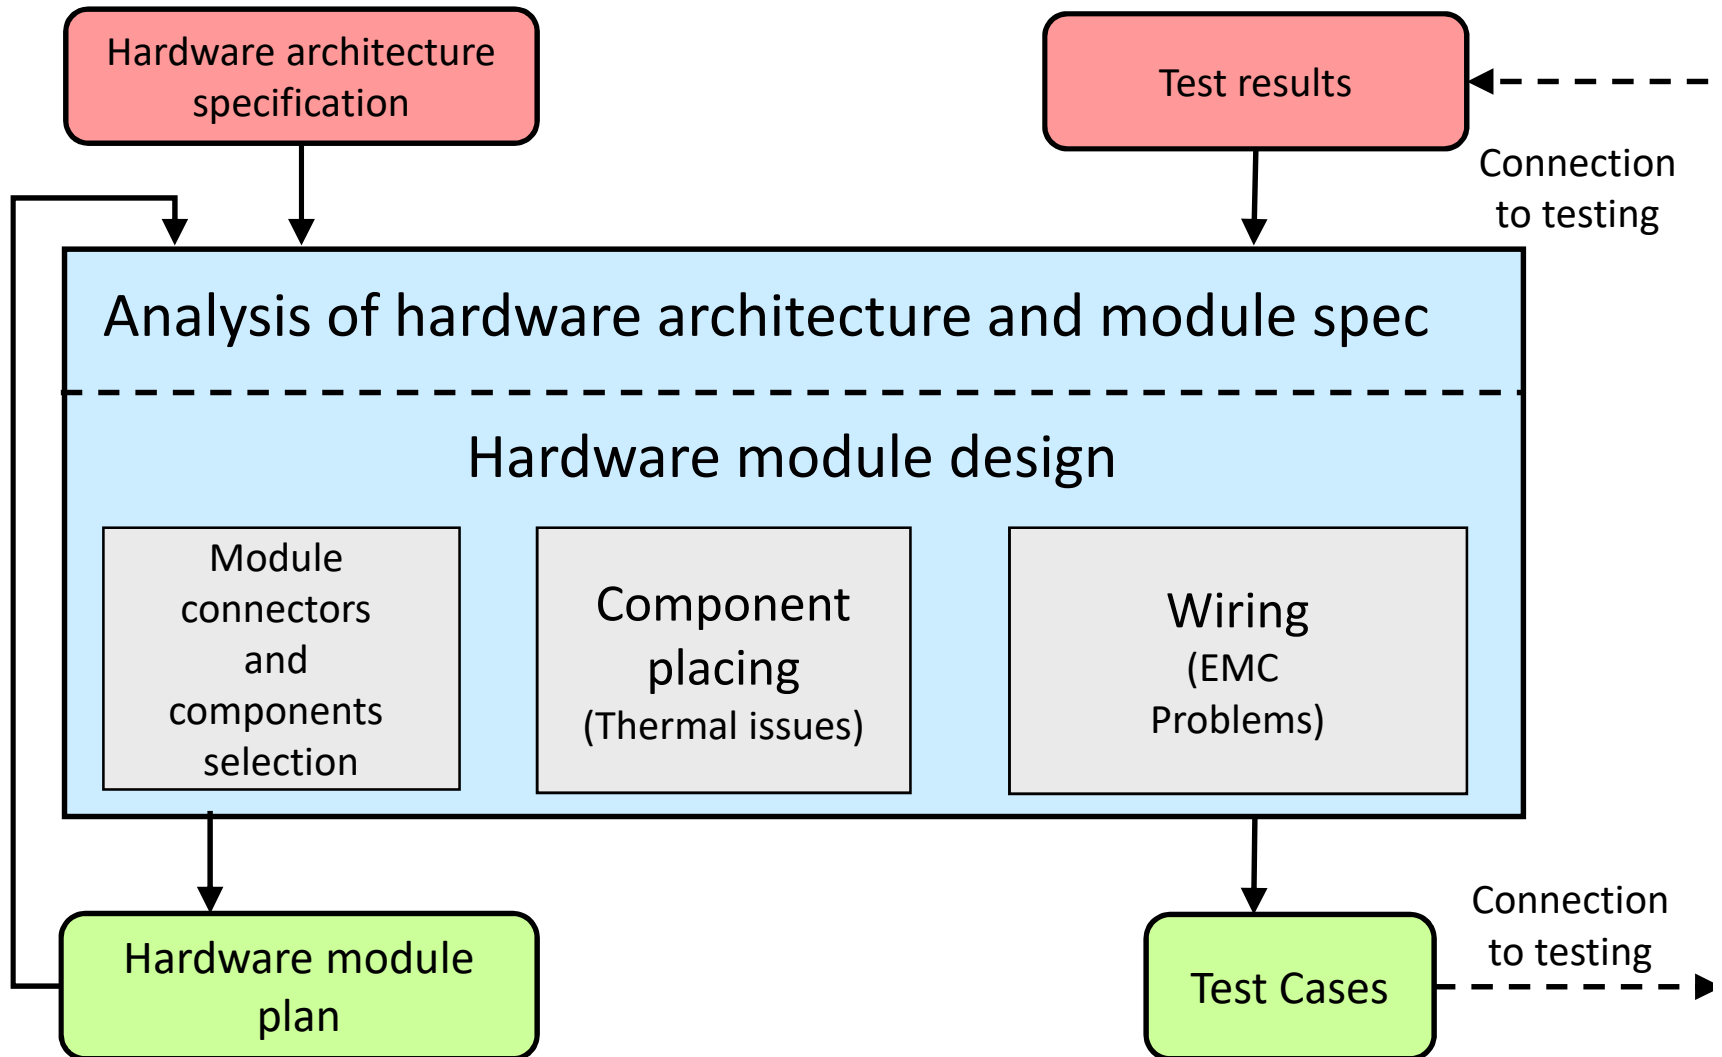 Hardware architecture
specification
Test results
Connection
to testing
Analysis of hardware architecture and module spec
Hardware module design
Module
connectors
and
components
selection
Component
placing
(Thermal issues)
Wiring
(EMC
Problems)
Hardware module
plan
Test Cases
Connection
to testing